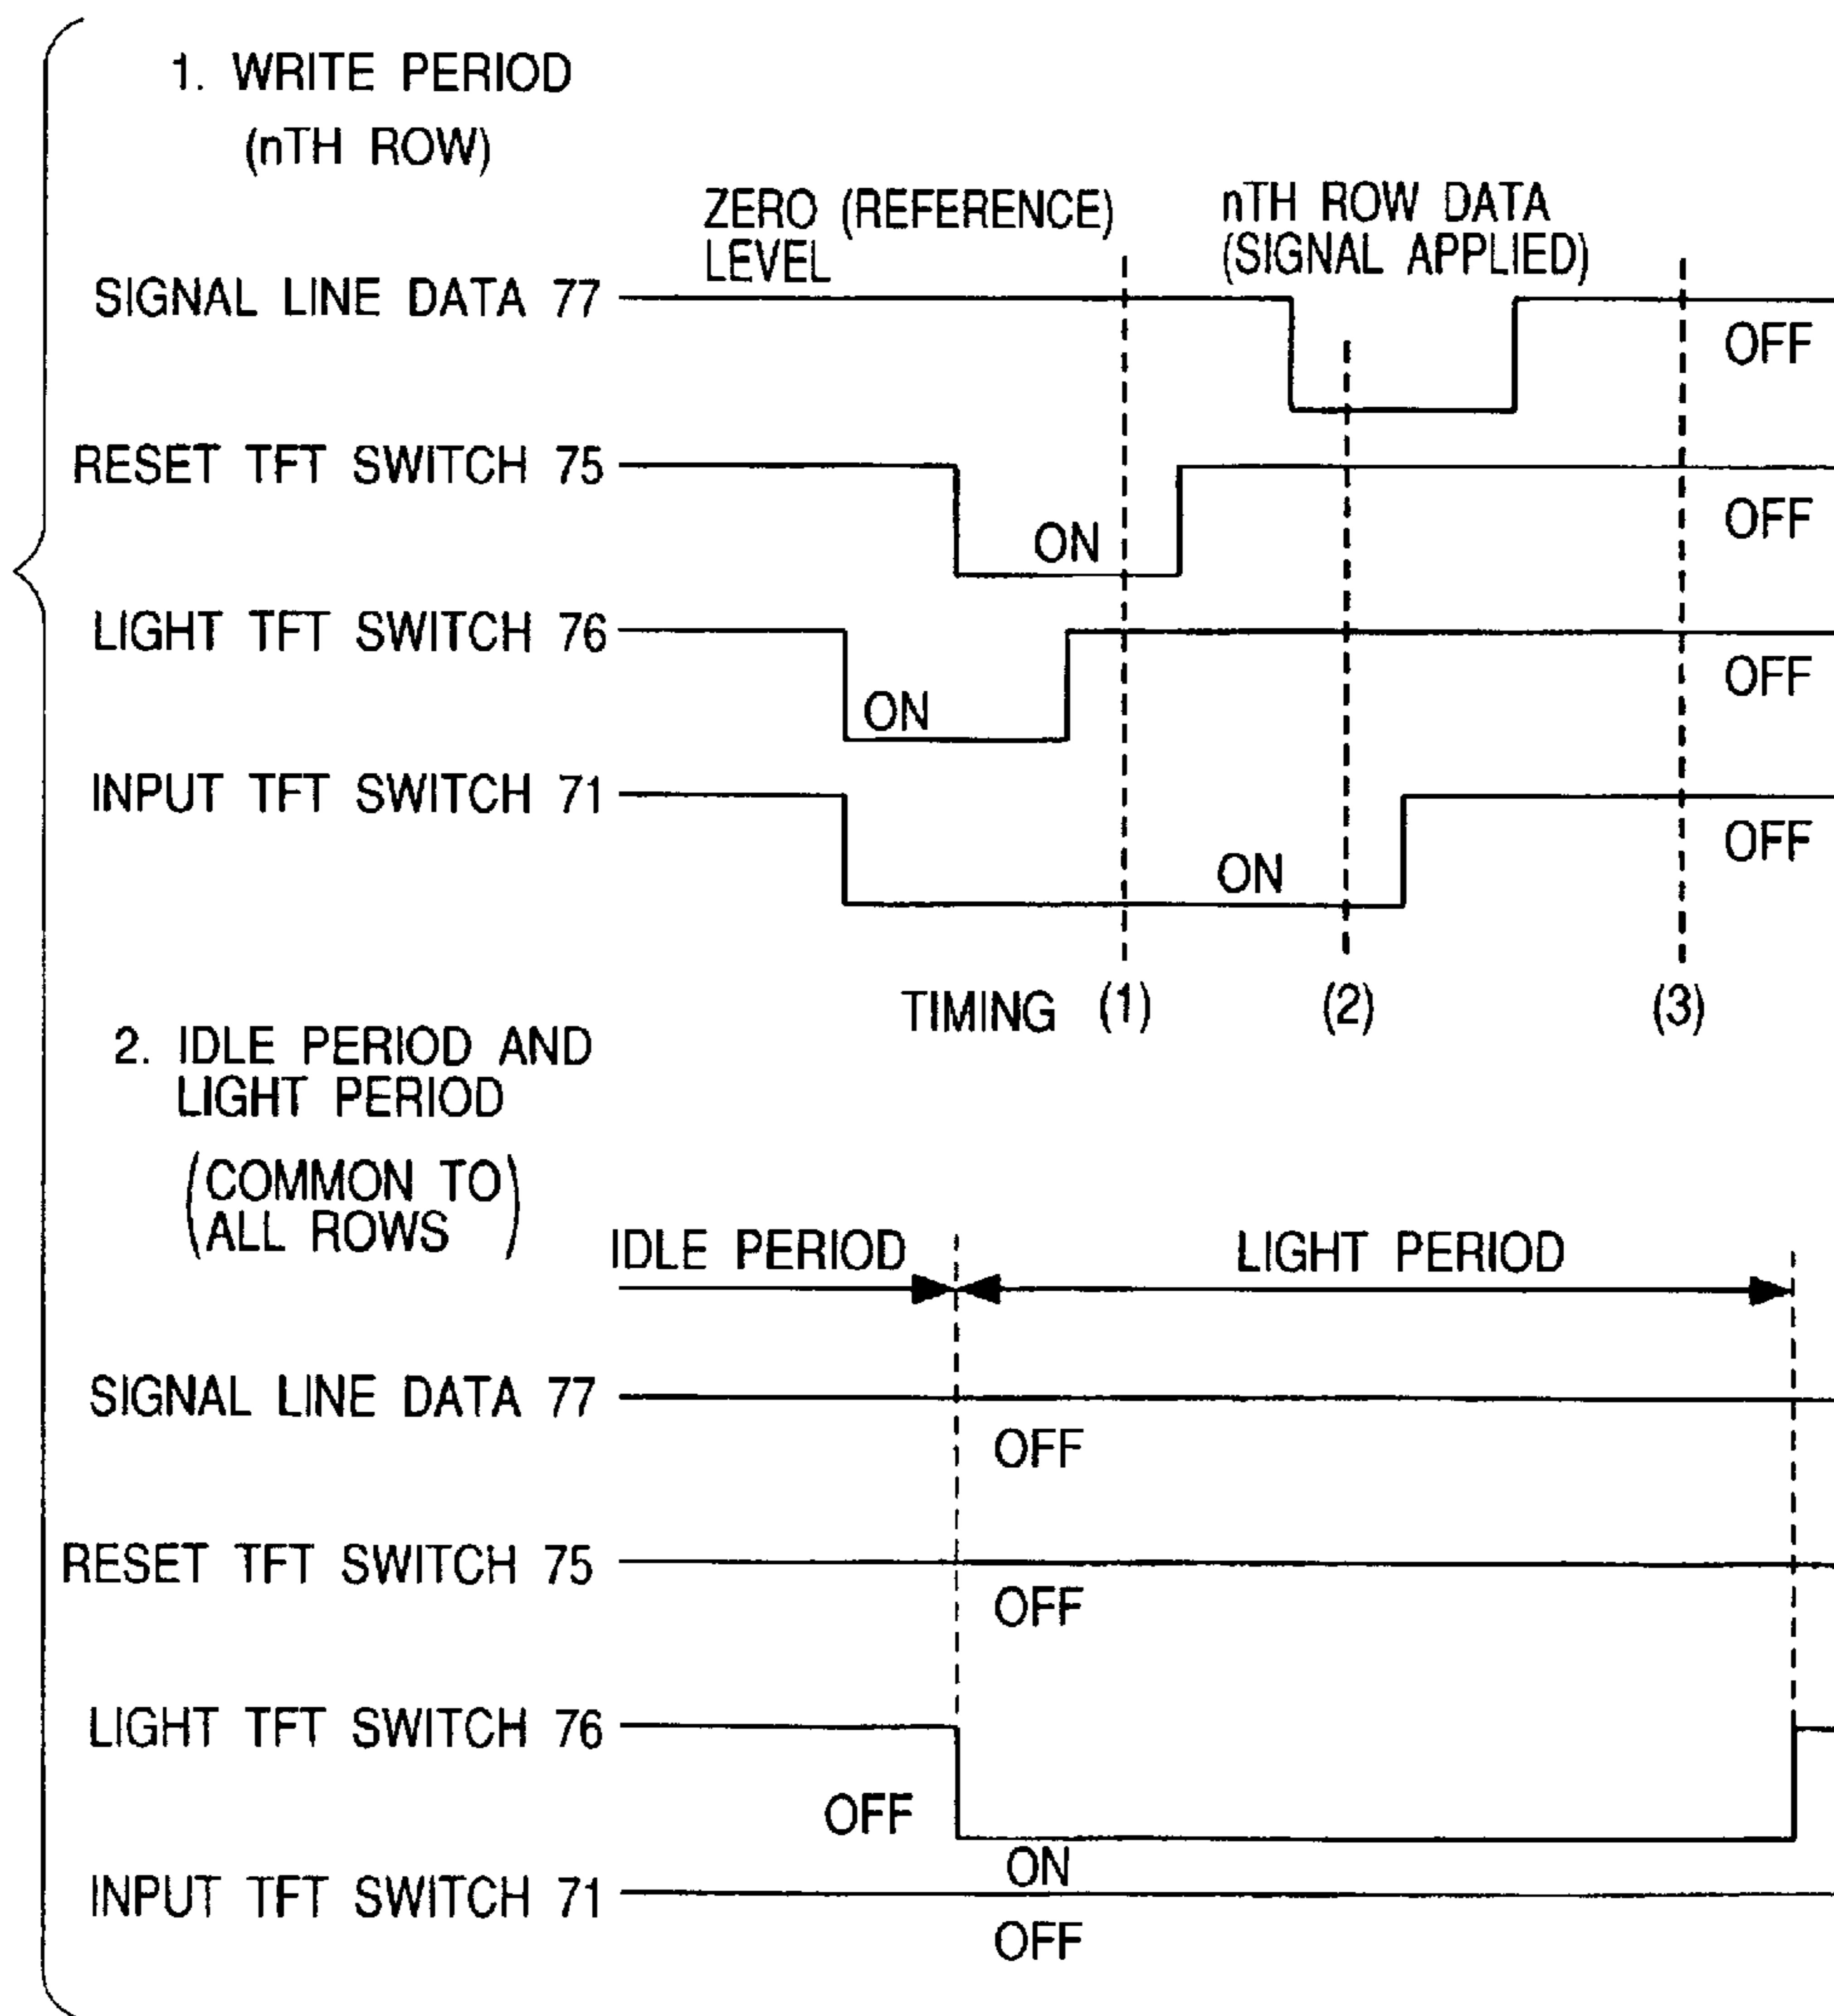 1. WRITE PERIOD
(nTH ROW)
ZERO (REFERENCE)
LEVEL
nTH ROW DATA
(SIGNAL APPLIED)
SIGNAL LINE DATA 77
OFF
RESET TFT SWITCH 75
ON
OFF
LIGHT TFT SWITCH 76
ON
OFF
INPUT TFT SWITCH 71
ON
OFF
TIMING (1) (2) (3)
2. IDLE PERIOD AND
LIGHT PERIOD
(COMMON TO
ALL ROWS)
IDLE PERIOD LIGHT PERIOD
SIGNAL LINE DATA 77
OFF
RESET TFT SWITCH 75
OFF
LIGHT TFT SWITCH 76
OFF
ON
INPUT TFT SWITCH 71
OFF